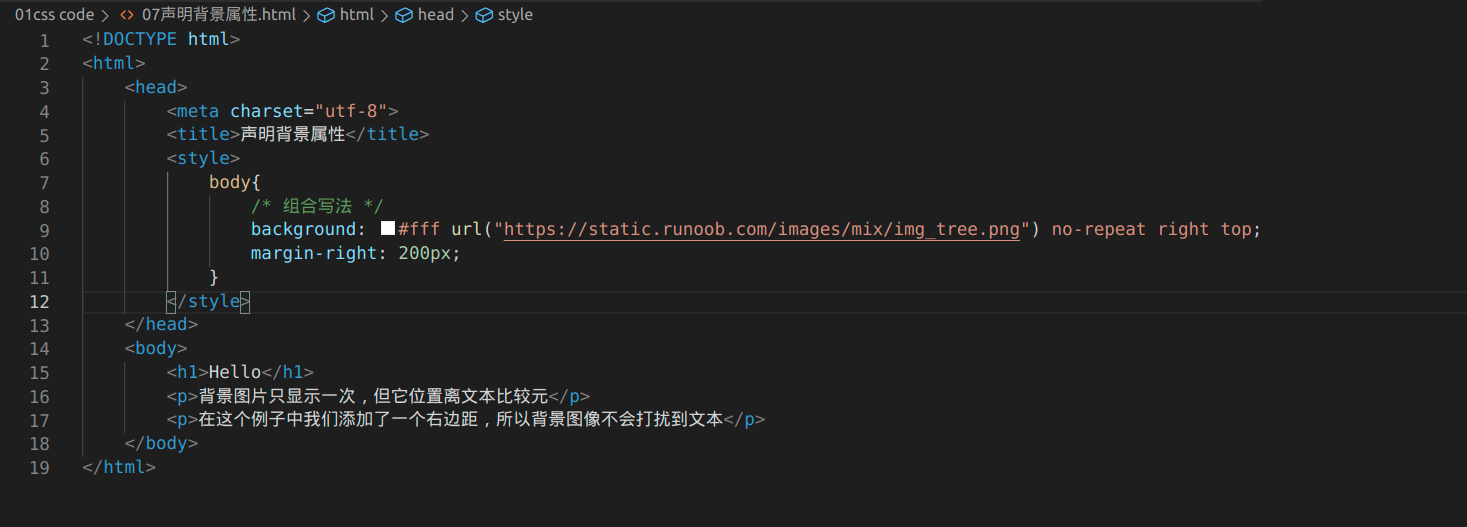 01css code > <> 07声明背景属性.html > html > head > style
1 <!DOCTYPE html>
2 <html>
3 <head>
4 <meta charset="utf-8">
5 <title>声明背景属性</title>
6 <style>
7 body{
8 /* 组合写法 */
9 background: #fff url("https://static.runoob.com/images/mix/img_tree.png") no-repeat right top;
10 margin-right: 200px;
11 }
12 </style>
13 </head>
14 <body>
15 <h1>Hello</h1>
16 <p>背景图片只显示一次，但它位置离文本比较元</p>
17 <p>在这个例子中我们添加了一个右边距，所以背景图像不会打扰到文本</p>
18 </body>
19 </html>